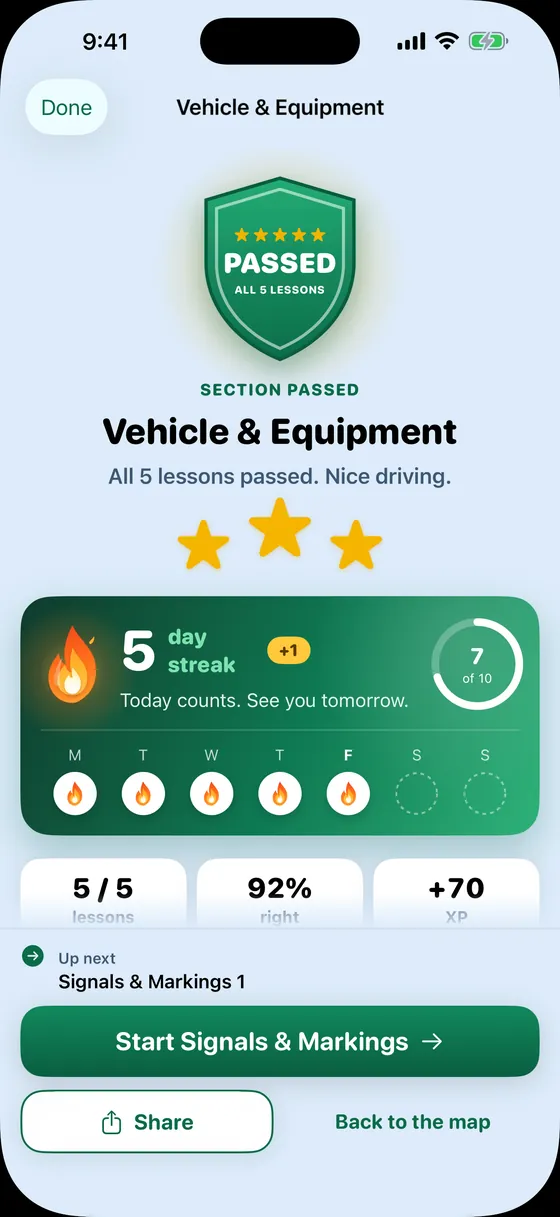 9:41
Done
Vehicle & Equipment
PASSED
ALL 5 LESSONS
SECTION PASSED
Vehicle & Equipment
All 5 lessons passed. Nice driving.
5 day streak +1
Today counts. See you tomorrow.
7
of 10
M T W T F S S
5 / 5 92% +70
lessons right XP
Up next
Signals & Markings 1
Start Signals & Markings →
Share Back to the map